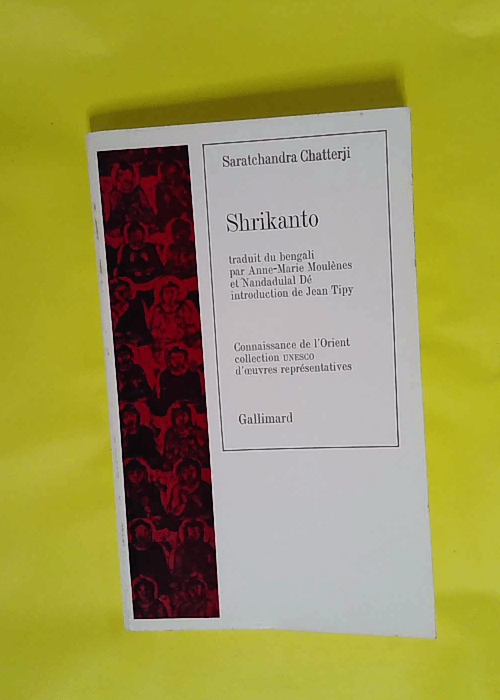 Saratchandra Chatterji
Shrikanto
traduit du bengali
par Anne-Marie Moulènes
et Nandadulal Dé
introduction de Jean Tipy
Connaissance de l'Orient
collection UNESCO
d'œuvres représentatives
Gallimard